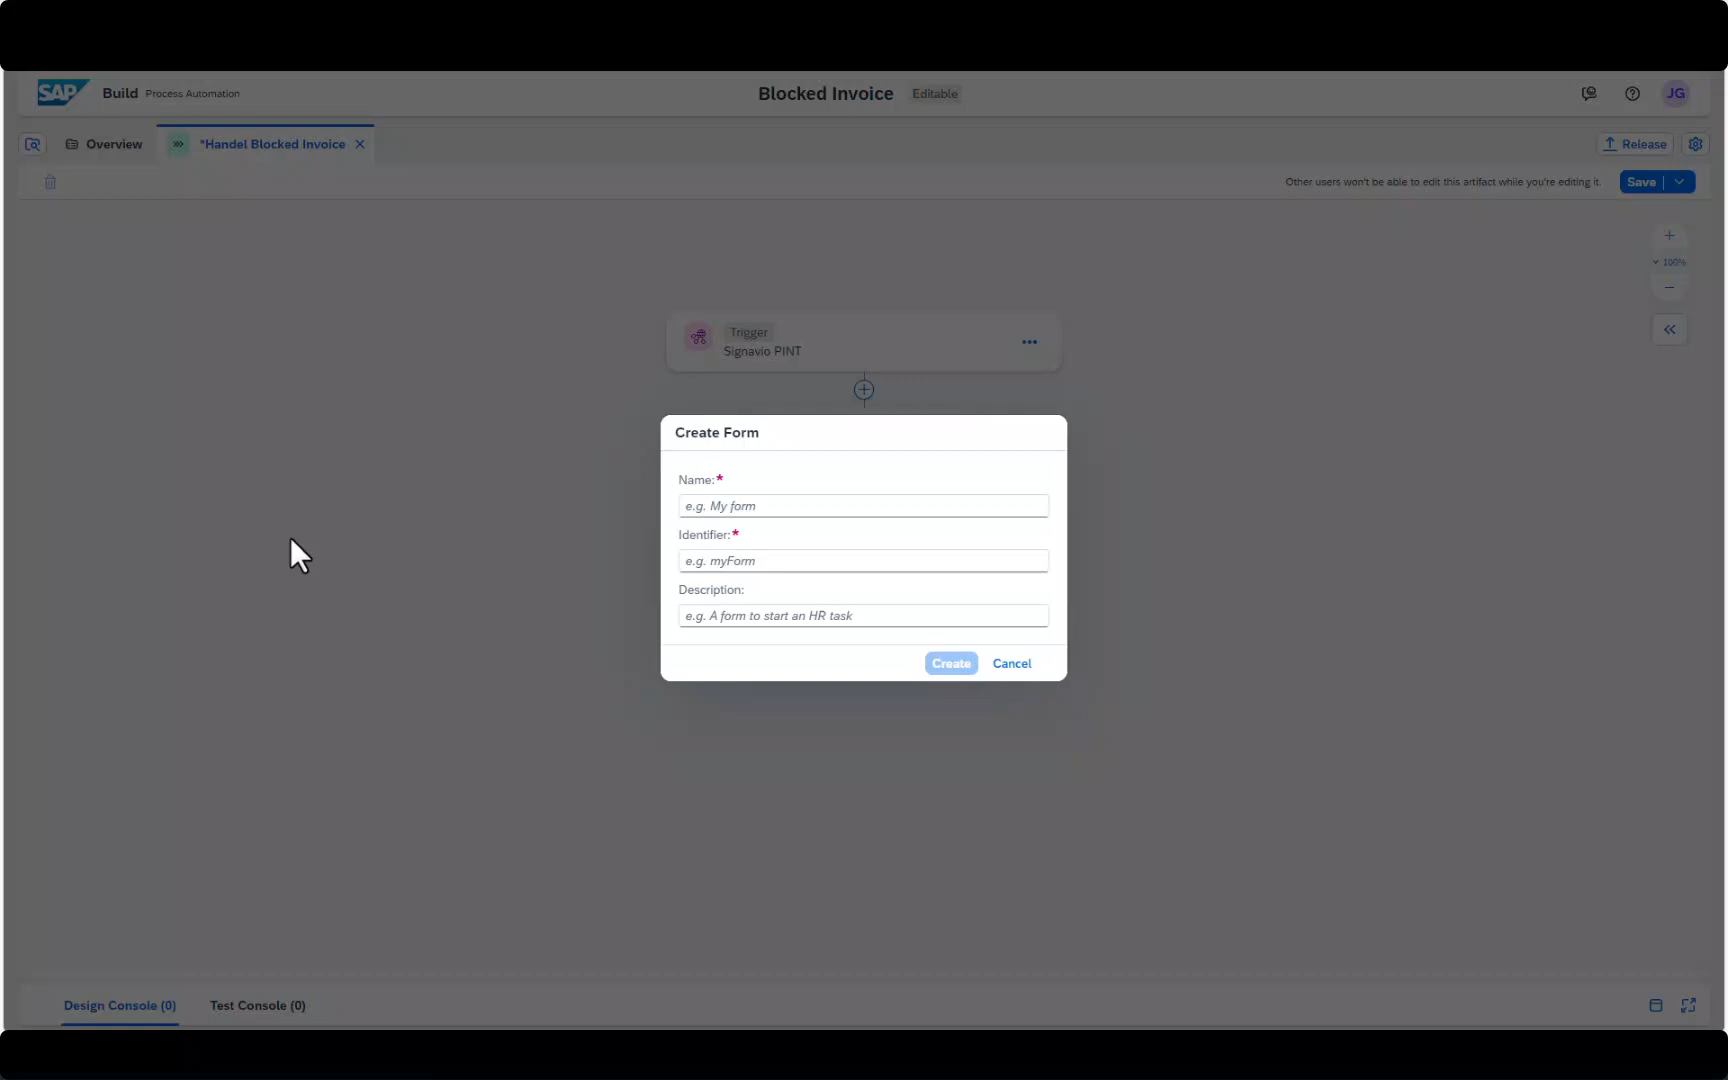 SAP Build Process Automation Blocked Invoice Editable JG
Overview *Handel Blocked Invoice Release
Other users won't be able to edit this artifact while you're editing it. Save
100%
Trigger
Signavio PINT
Create Form
Name:*
e.g. My form
Identifier:*
e.g. myForm
Description:
e.g. A form to start an HR task
Create Cancel
Design Console (0) Test Console (0)